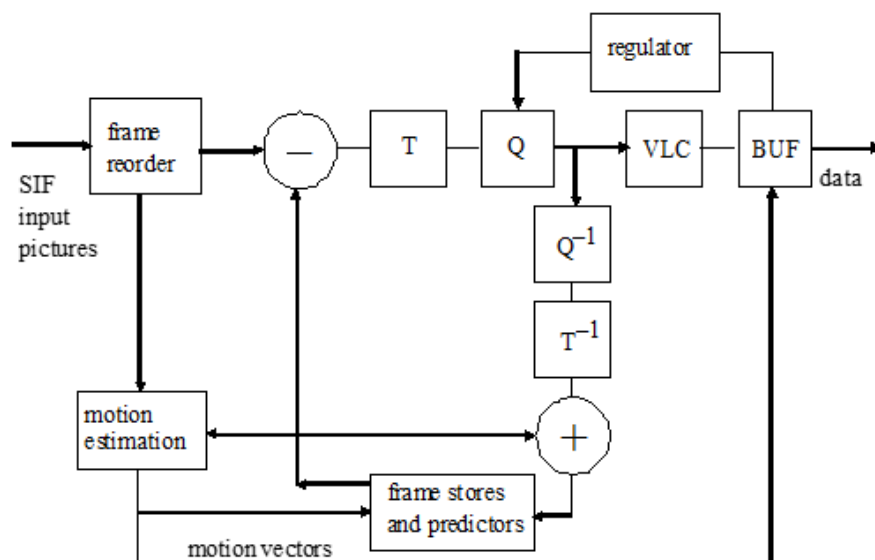 regulator
frame
reorder
−
T
Q
VLC
BUF
SIF
input
pictures
data
Q⁻¹
T⁻¹
motion
estimation
+
frame stores
and predictors
motion vectors